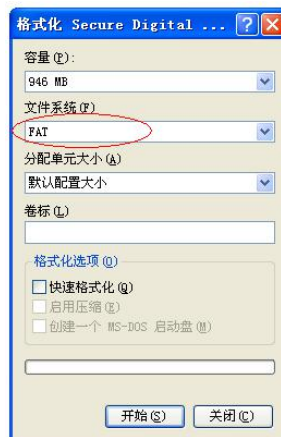 格式化 Secure Digital ...
容量(P):
946 MB
文件系统(F)
FAT
分配单元大小(A)
默认配置大小
卷标(L)
格式化选项(O)
快速格式化(Q)
启用压缩(E)
创建一个 MS-DOS 启动盘(M)
开始(S) 关闭(C)